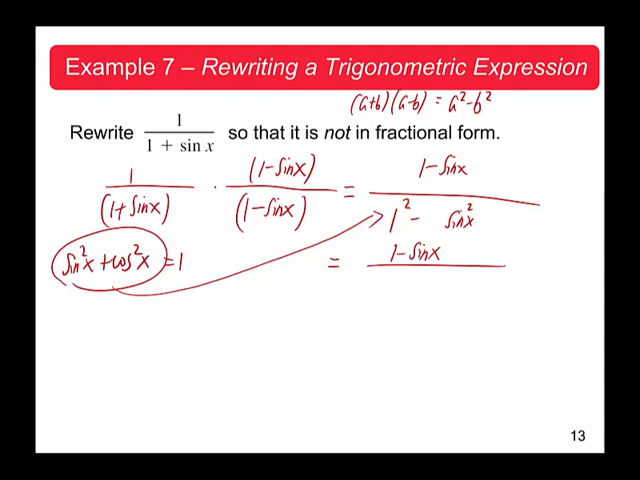 Example 7 – Rewriting a Trigonometric Expression
(a+b)(a-b) = a²-b²
Rewrite 1 / (1 + sin x) so that it is not in fractional form.
1 / (1+sinx) · (1-sinx) / (1-sinx) = 1-sinx / 1² - sinx²
sin²x + cos²x = 1
= 1-sinx
13